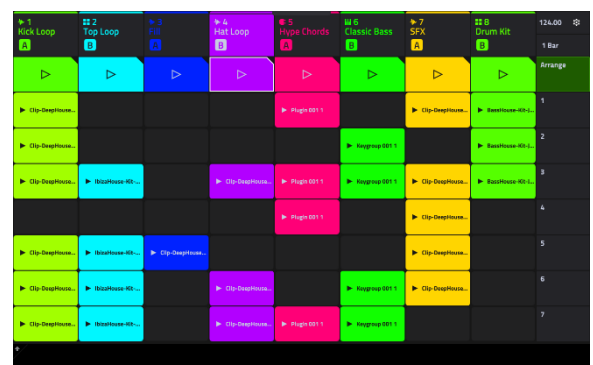 1 2 3 4 5 6 7 8 124.00
Kick Loop Top Loop Fill Hat Loop Hype Chords Classic Bass SFX Drum Kit
A B A B A B A B 1 Bar
Arrange
Clip-DeepHouse... Plugin 001 1 Clip-DeepHouse... BassHouse-Kit-J... 1
Clip-DeepHouse... Keygroup 001 1 BassHouse-Kit-J... 2
Clip-DeepHouse... IbizaHouse-Kit-... Clip-DeepHouse... Plugin 001 1 Keygroup 001 1 Clip-DeepHouse... BassHouse-Kit-J... 3
Plugin 001 1 Clip-DeepHouse... 4
Clip-DeepHouse... IbizaHouse-Kit-... Clip-DeepHouse... Clip-DeepHouse... 5
Clip-DeepHouse... IbizaHouse-Kit-... Clip-DeepHouse... Keygroup 001 1 Clip-DeepHouse... 6
Clip-DeepHouse... IbizaHouse-Kit-... Clip-DeepHouse... Plugin 001 1 Keygroup 001 1 7
+